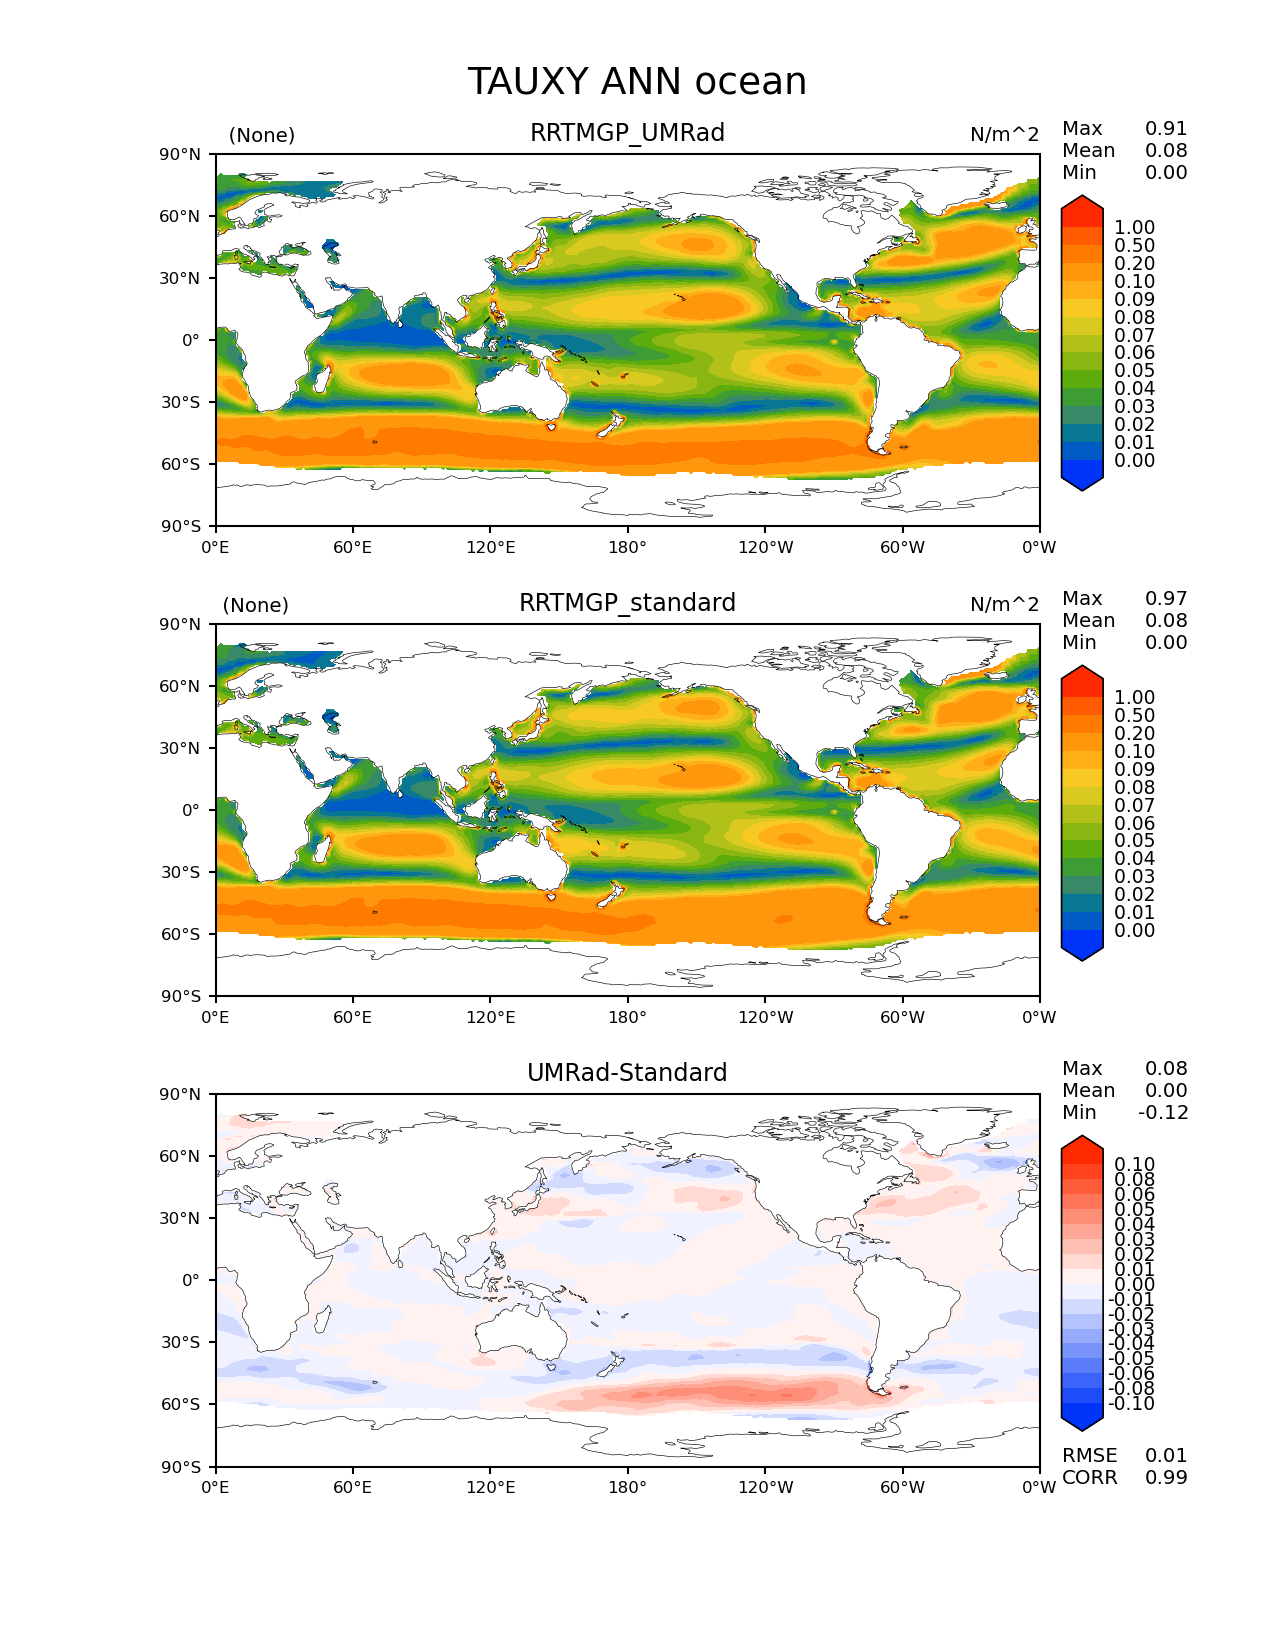 TAUXY ANN ocean
(None) RRTMGP_UMRad N/m^2
Max 0.91
Mean 0.08
Min 0.00
90°N
60°N
30°N
0°
30°S
60°S
90°S
0°E 60°E 120°E 180° 120°W 60°W 0°W
1.00
0.50
0.20
0.10
0.09
0.08
0.07
0.06
0.05
0.04
0.03
0.02
0.01
0.00
(None) RRTMGP_standard N/m^2
Max 0.97
Mean 0.08
Min 0.00
90°N
60°N
30°N
0°
30°S
60°S
90°S
0°E 60°E 120°E 180° 120°W 60°W 0°W
1.00
0.50
0.20
0.10
0.09
0.08
0.07
0.06
0.05
0.04
0.03
0.02
0.01
0.00
UMRad-Standard
Max 0.08
Mean 0.00
Min -0.12
90°N
60°N
30°N
0°
30°S
60°S
90°S
0°E 60°E 120°E 180° 120°W 60°W 0°W
0.10
0.08
0.06
0.05
0.04
0.03
0.02
0.01
0.00
-0.01
-0.02
-0.03
-0.04
-0.05
-0.06
-0.08
-0.10
RMSE 0.01
CORR 0.99